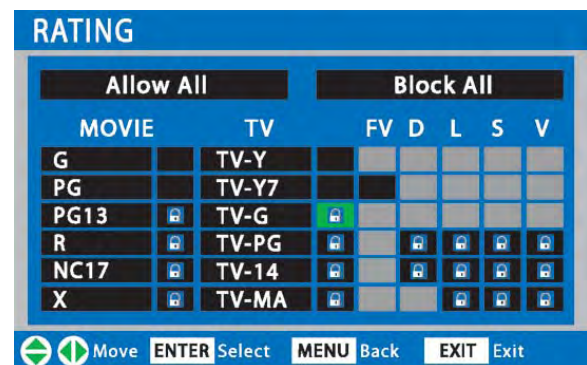 RATING
Allow All Block All
MOVIE TV FV D L S V
G TV-Y
PG TV-Y7
PG13 TV-G
R TV-PG
NC17 TV-14
X TV-MA
Move ENTER Select MENU Back EXIT Exit